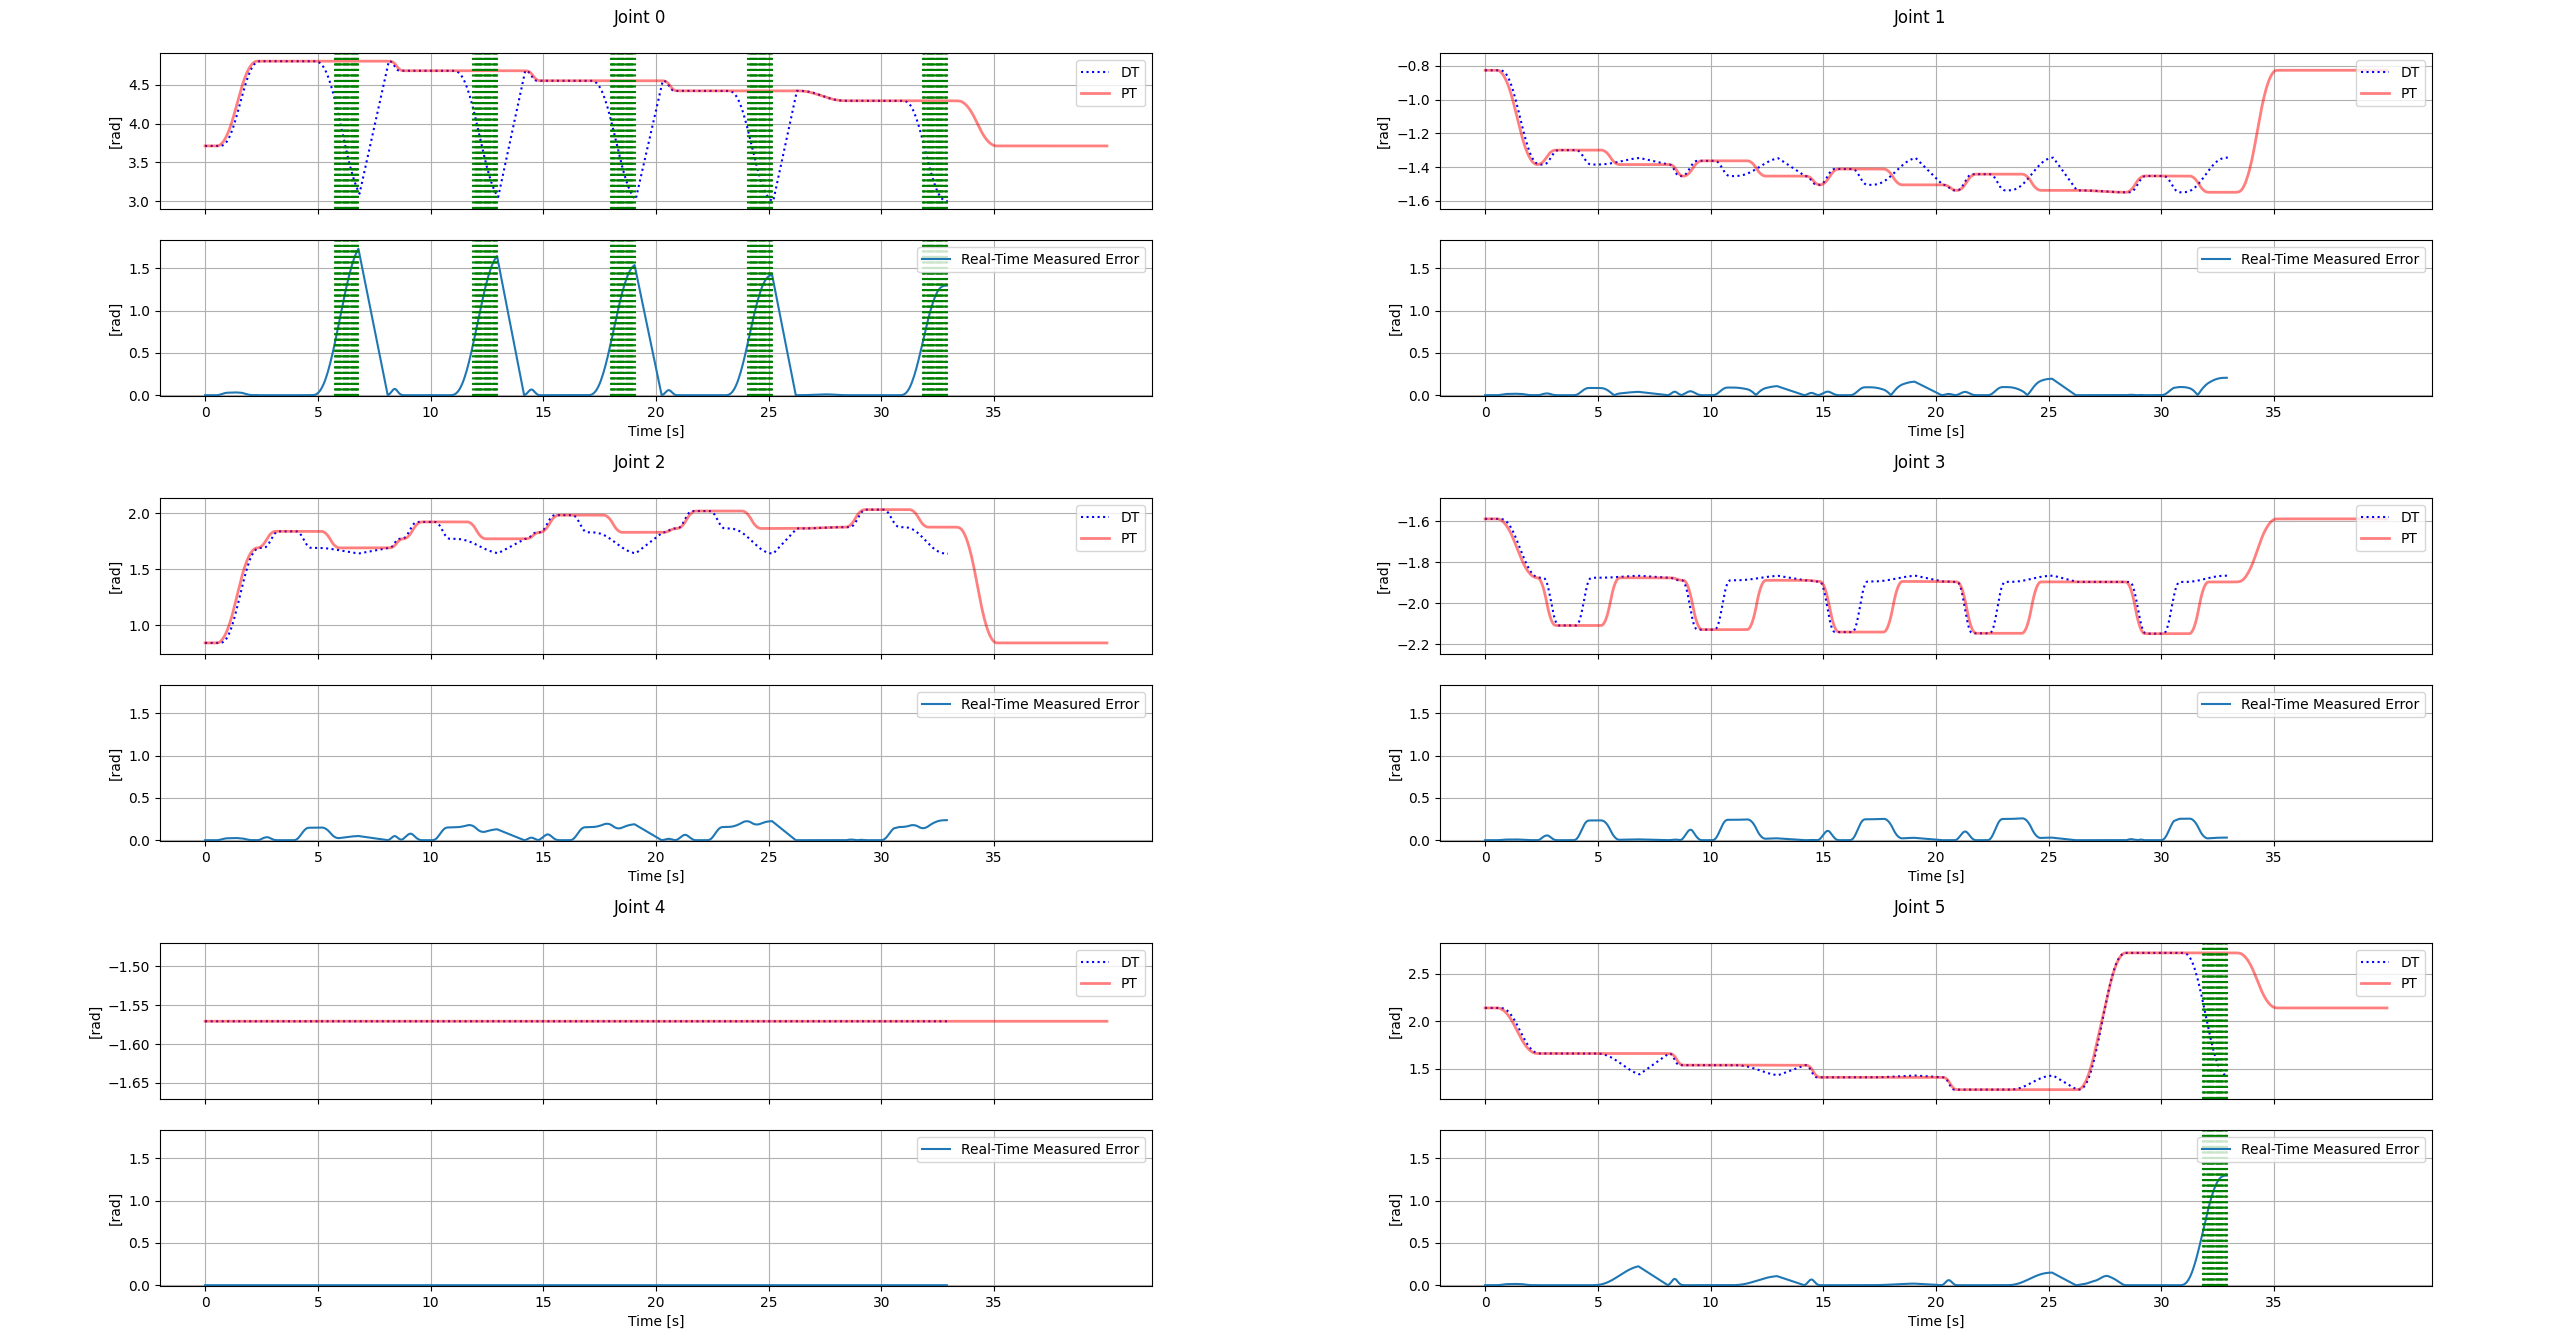 Joint 0
4.5
4.0
3.5
3.0
[rad]
DT
PT
1.5
1.0
0.5
0.0
[rad]
Real-Time Measured Error
0 5 10 15 20 25 30 35
Time [s]
Joint 1
−0.8
−1.0
−1.2
−1.4
−1.6
[rad]
DT
PT
1.5
1.0
0.5
0.0
[rad]
Real-Time Measured Error
0 5 10 15 20 25 30 35
Time [s]
Joint 2
2.0
1.5
1.0
[rad]
DT
PT
1.5
1.0
0.5
0.0
[rad]
Real-Time Measured Error
0 5 10 15 20 25 30 35
Time [s]
Joint 3
−1.6
−1.8
−2.0
−2.2
[rad]
DT
PT
1.5
1.0
0.5
0.0
[rad]
Real-Time Measured Error
0 5 10 15 20 25 30 35
Time [s]
Joint 4
−1.50
−1.55
−1.60
−1.65
[rad]
DT
PT
1.5
1.0
0.5
0.0
[rad]
Real-Time Measured Error
0 5 10 15 20 25 30 35
Time [s]
Joint 5
2.5
2.0
1.5
[rad]
DT
PT
1.5
1.0
0.5
0.0
[rad]
Real-Time Measured Error
0 5 10 15 20 25 30 35
Time [s]